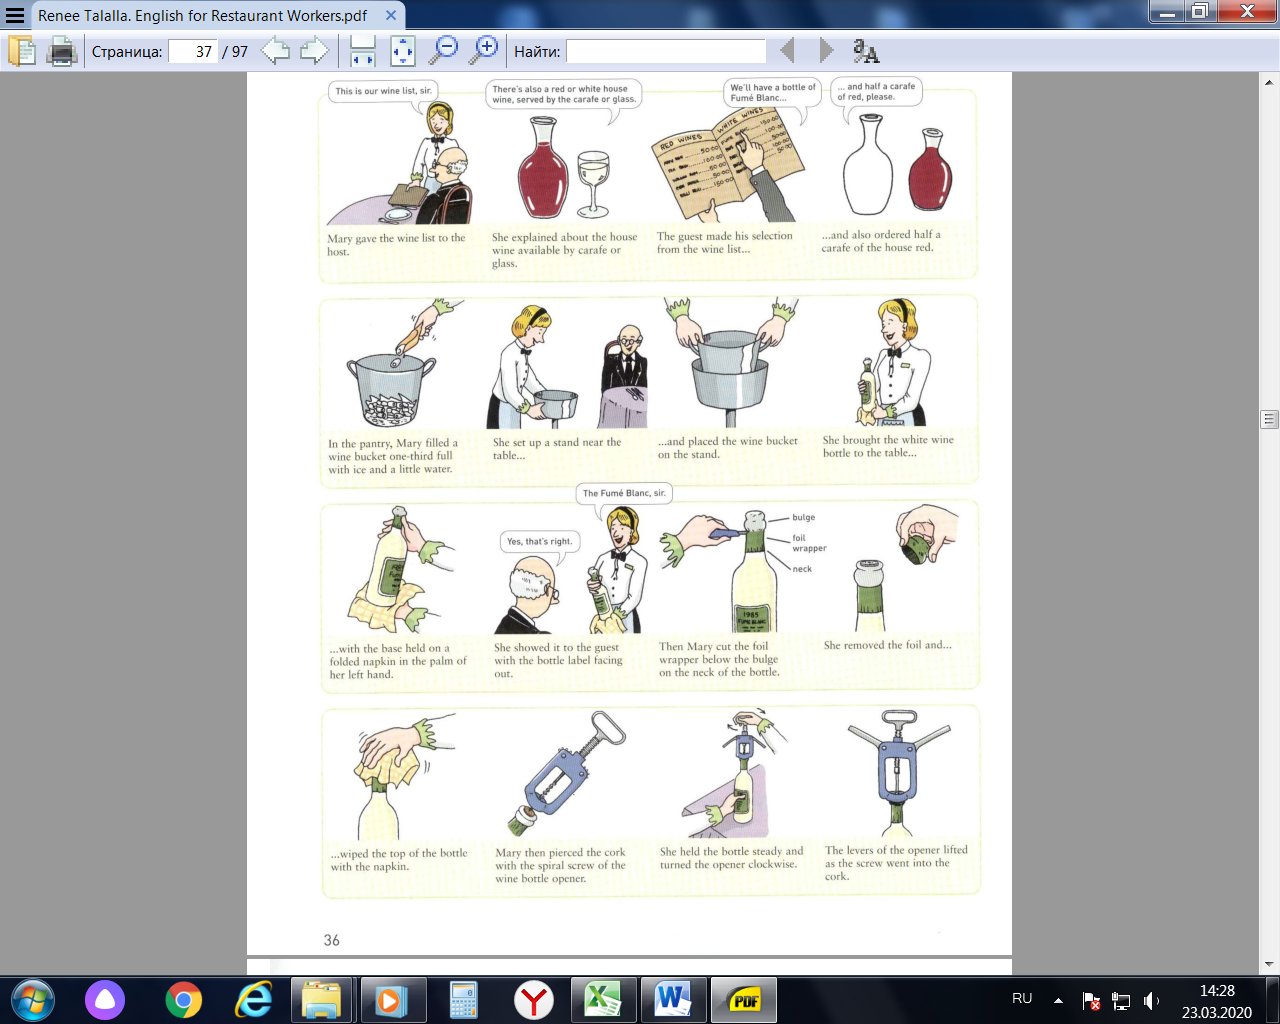 Renee Talalla. English for Restaurant Workers.pdf
Страница: 37 / 97
Найти:
This is our wine list, sir.
There's also a red or white house
wine, served by the carafe or glass.
We'll have a bottle of
Fumé Blanc...
... and half a carafe
of red, please.
RED WINES
WHITE WINES
FUME BLANC
Mary gave the wine list to the
host.
She explained about the house
wine available by carafe or
glass.
The guest made his selection
from the wine list...
...and also ordered half a
carafe of the house red.
In the pantry, Mary filled a
wine bucket one-third full
with ice and a little water.
She set up a stand near the
table...
...and placed the wine bucket
on the stand.
She brought the white wine
bottle to the table...
The Fumé Blanc, sir.
Yes, that's right.
bulge
foil
wrapper
neck
1985
FUME BLANC
...with the base held on a
folded napkin in the palm of
her left hand.
She showed it to the guest
with the bottle label facing
out.
Then Mary cut the foil
wrapper below the bulge
on the neck of the bottle.
She removed the foil and...
...wiped the top of the bottle
with the napkin.
Mary then pierced the cork
with the spiral screw of the
wine bottle opener.
She held the bottle steady and
turned the opener clockwise.
The levers of the opener lifted
as the screw went into the
cork.
36
PDF
RU
14:28
23.03.2020